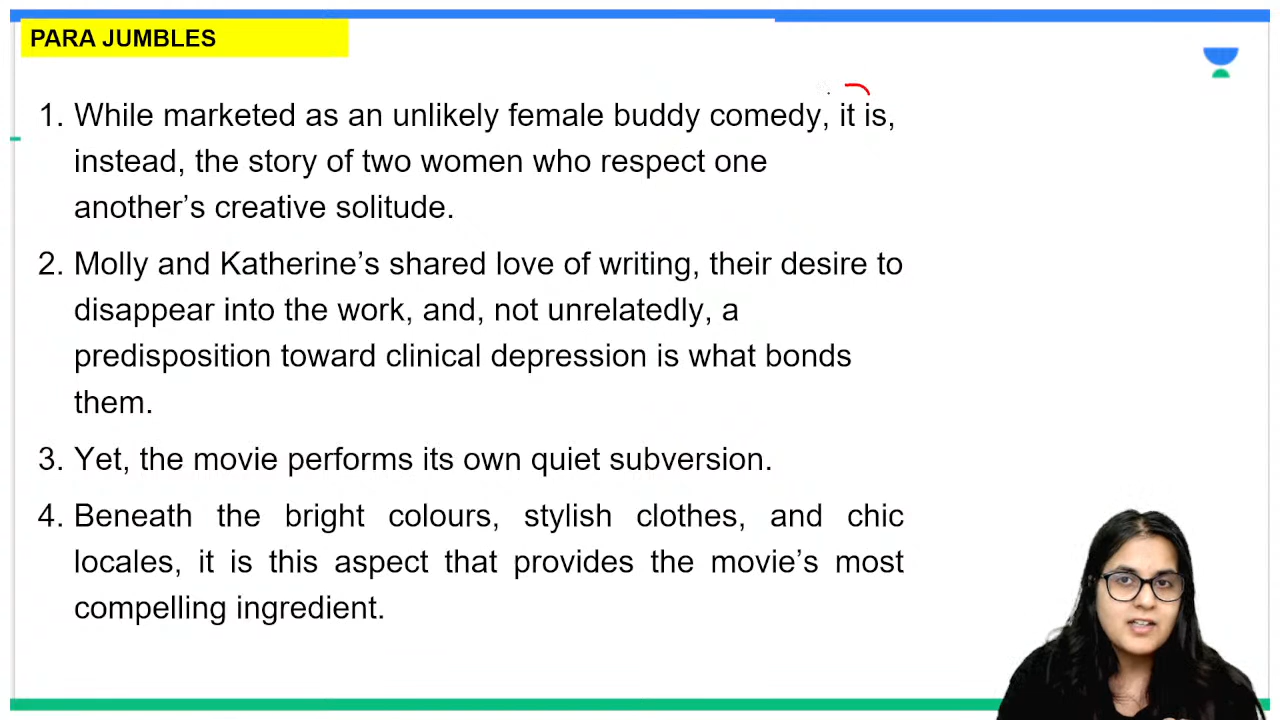 PARA JUMBLES
1. While marketed as an unlikely female buddy comedy, it is,
instead, the story of two women who respect one
another’s creative solitude.
2. Molly and Katherine’s shared love of writing, their desire to
disappear into the work, and, not unrelatedly, a
predisposition toward clinical depression is what bonds
them.
3. Yet, the movie performs its own quiet subversion.
4. Beneath the bright colours, stylish clothes, and chic
locales, it is this aspect that provides the movie’s most
compelling ingredient.